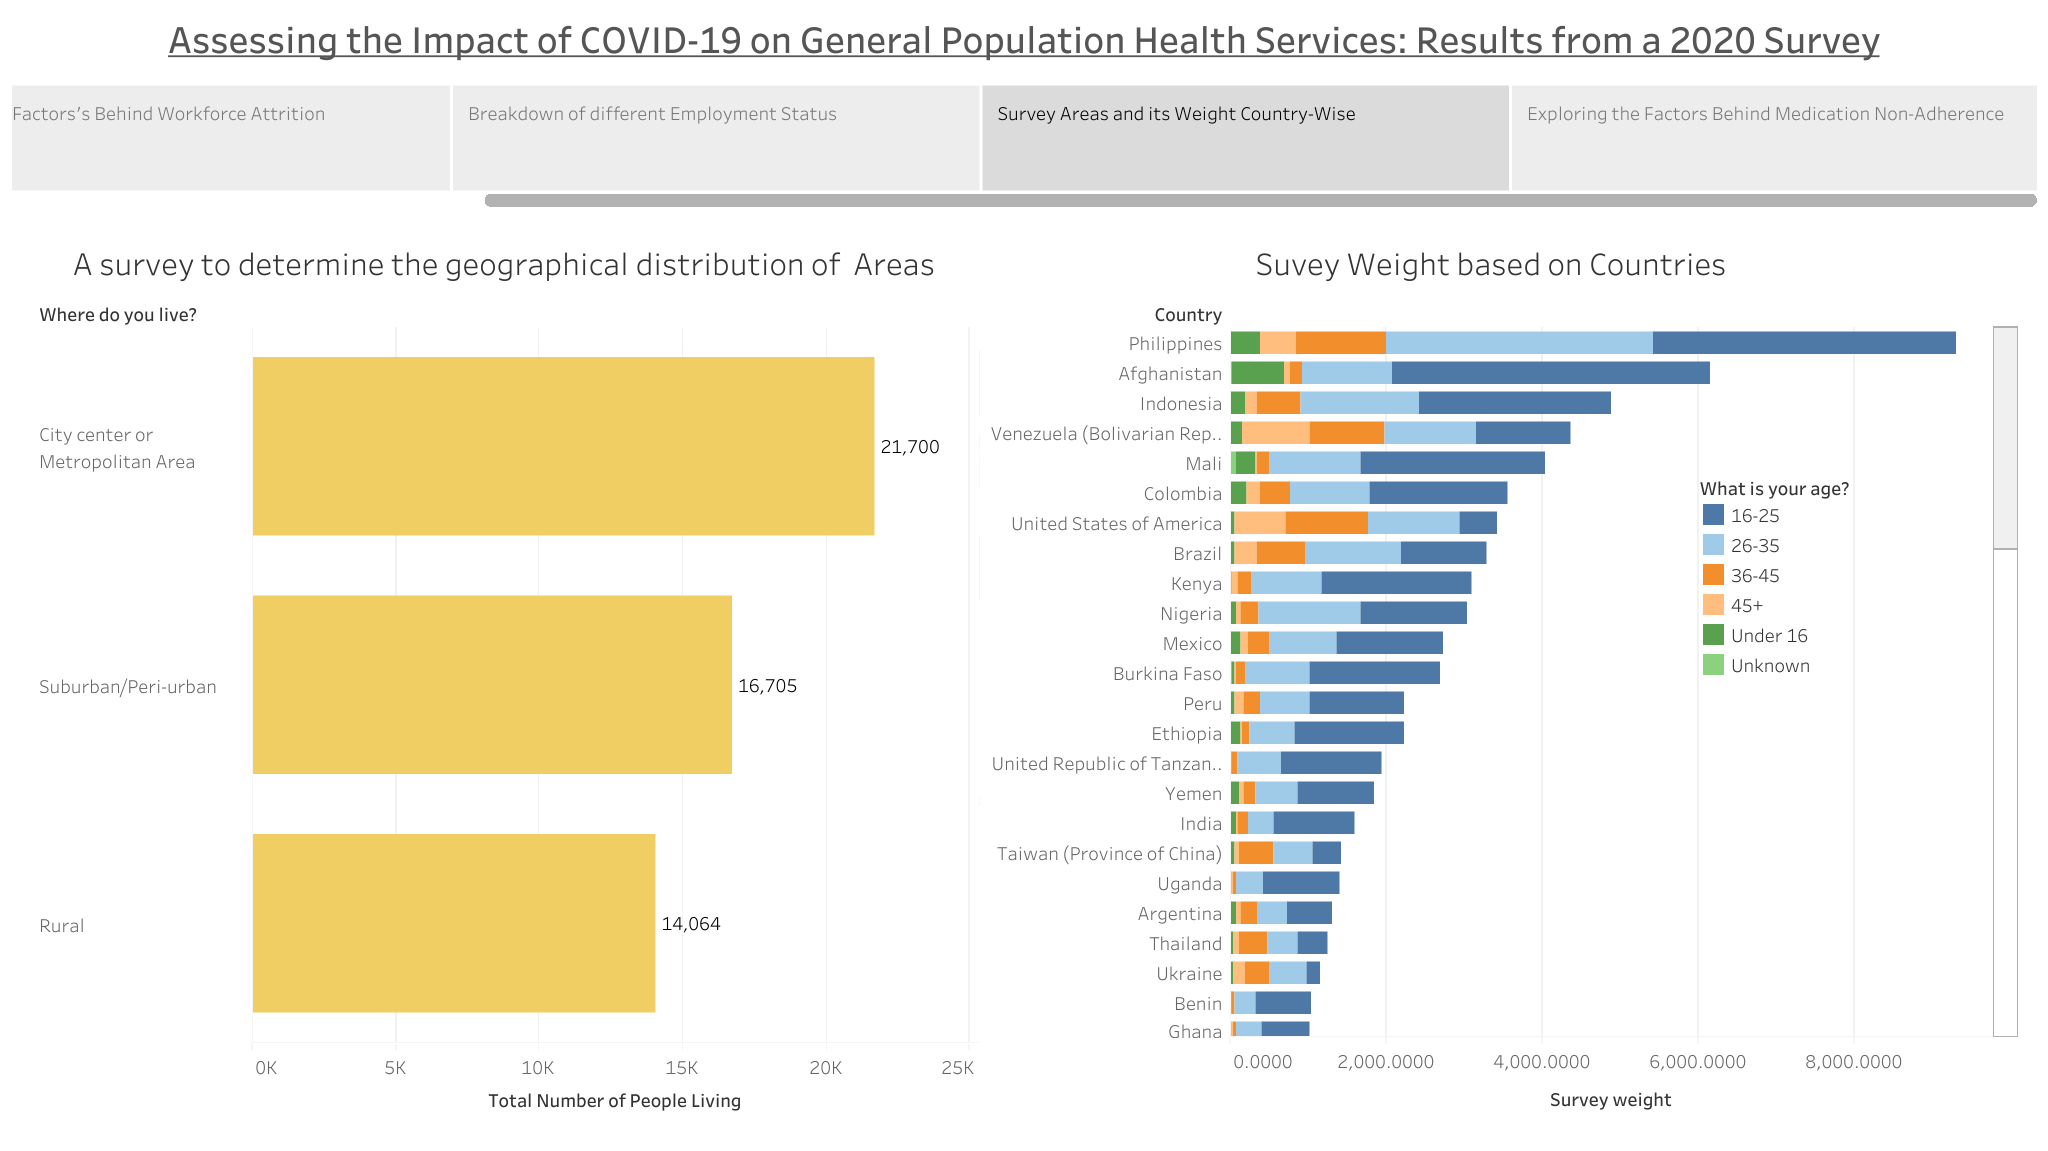 Assessing the Impact of COVID-19 on General Population Health Services: Results from a 2020 Survey
Factors's Behind Workforce Attrition
Breakdown of different Employment Status
Survey Areas and its Weight Country-Wise
Exploring the Factors Behind Medication Non-Adherence
A survey to determine the geographical distribution of Areas
Where do you live?
City center or
Metropolitan Area
21,700
Suburban/Peri-urban
16,705
Rural
14,064
0K
5K
10K
15K
20K
25K
Total Number of People Living
Suvey Weight based on Countries
Country
Philippines
Afghanistan
Indonesia
Venezuela (Bolivarian Rep..
Mali
Colombia
United States of America
Brazil
Kenya
Nigeria
Mexico
Burkina Faso
Peru
Ethiopia
United Republic of Tanzan..
Yemen
India
Taiwan (Province of China)
Uganda
Argentina
Thailand
Ukraine
Benin
Ghana
0.0000
2,000.0000
4,000.0000
6,000.0000
8,000.0000
Survey weight
What is your age?
16-25
26-35
36-45
45+
Under 16
Unknown